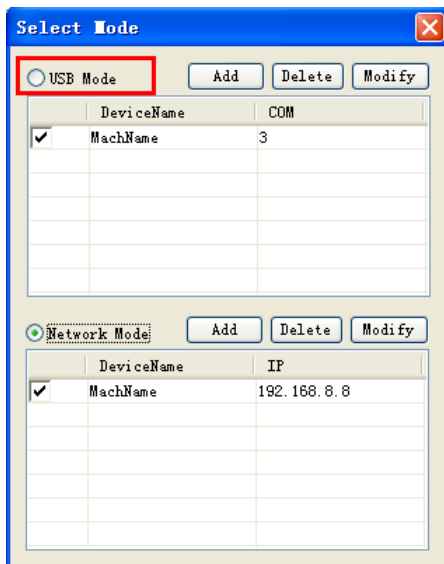 Select Mode
USB Mode Add Delete Modify
DeviceName COM
MachName 3
Network Mode Add Delete Modify
DeviceName IP
MachName 192.168.8.8